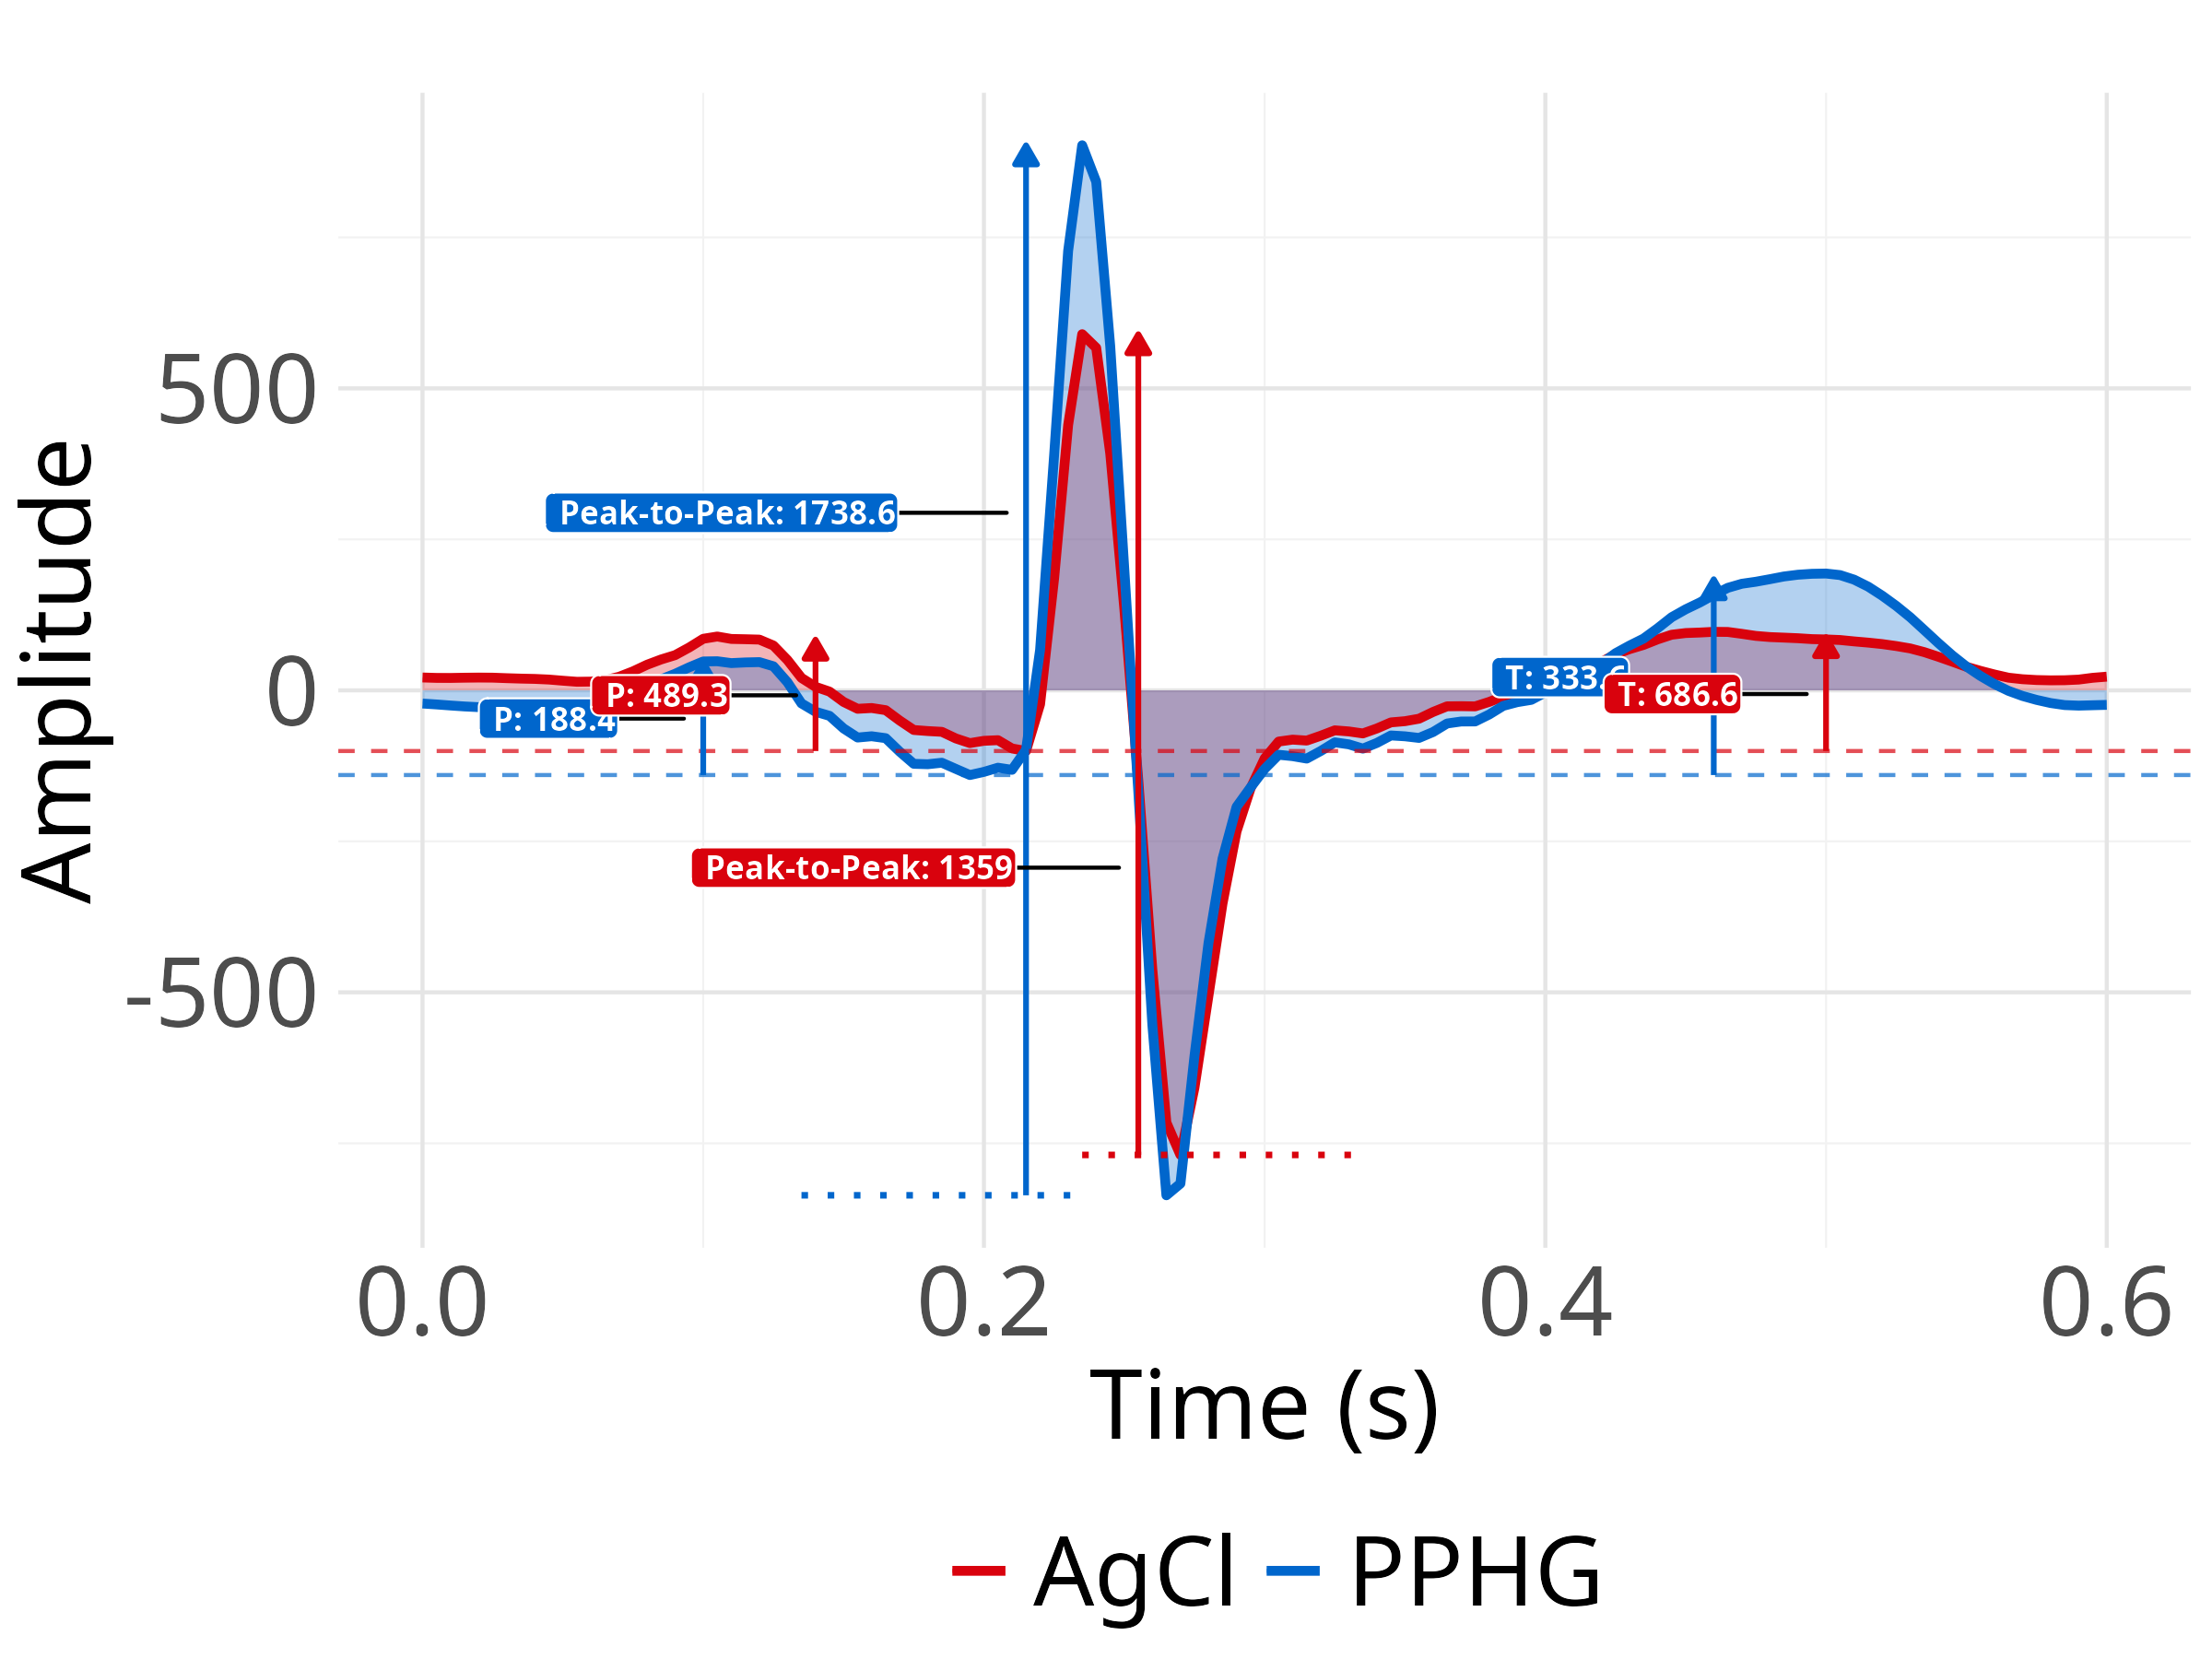 500
0
-500
Amplitude
Peak-to-Peak: 1738.6
P: 188.4
P: 489.3
T: 333.6
T: 686.6
Peak-to-Peak: 1359
0.0 0.2 0.4 0.6
Time (s)
AgCl PPHG